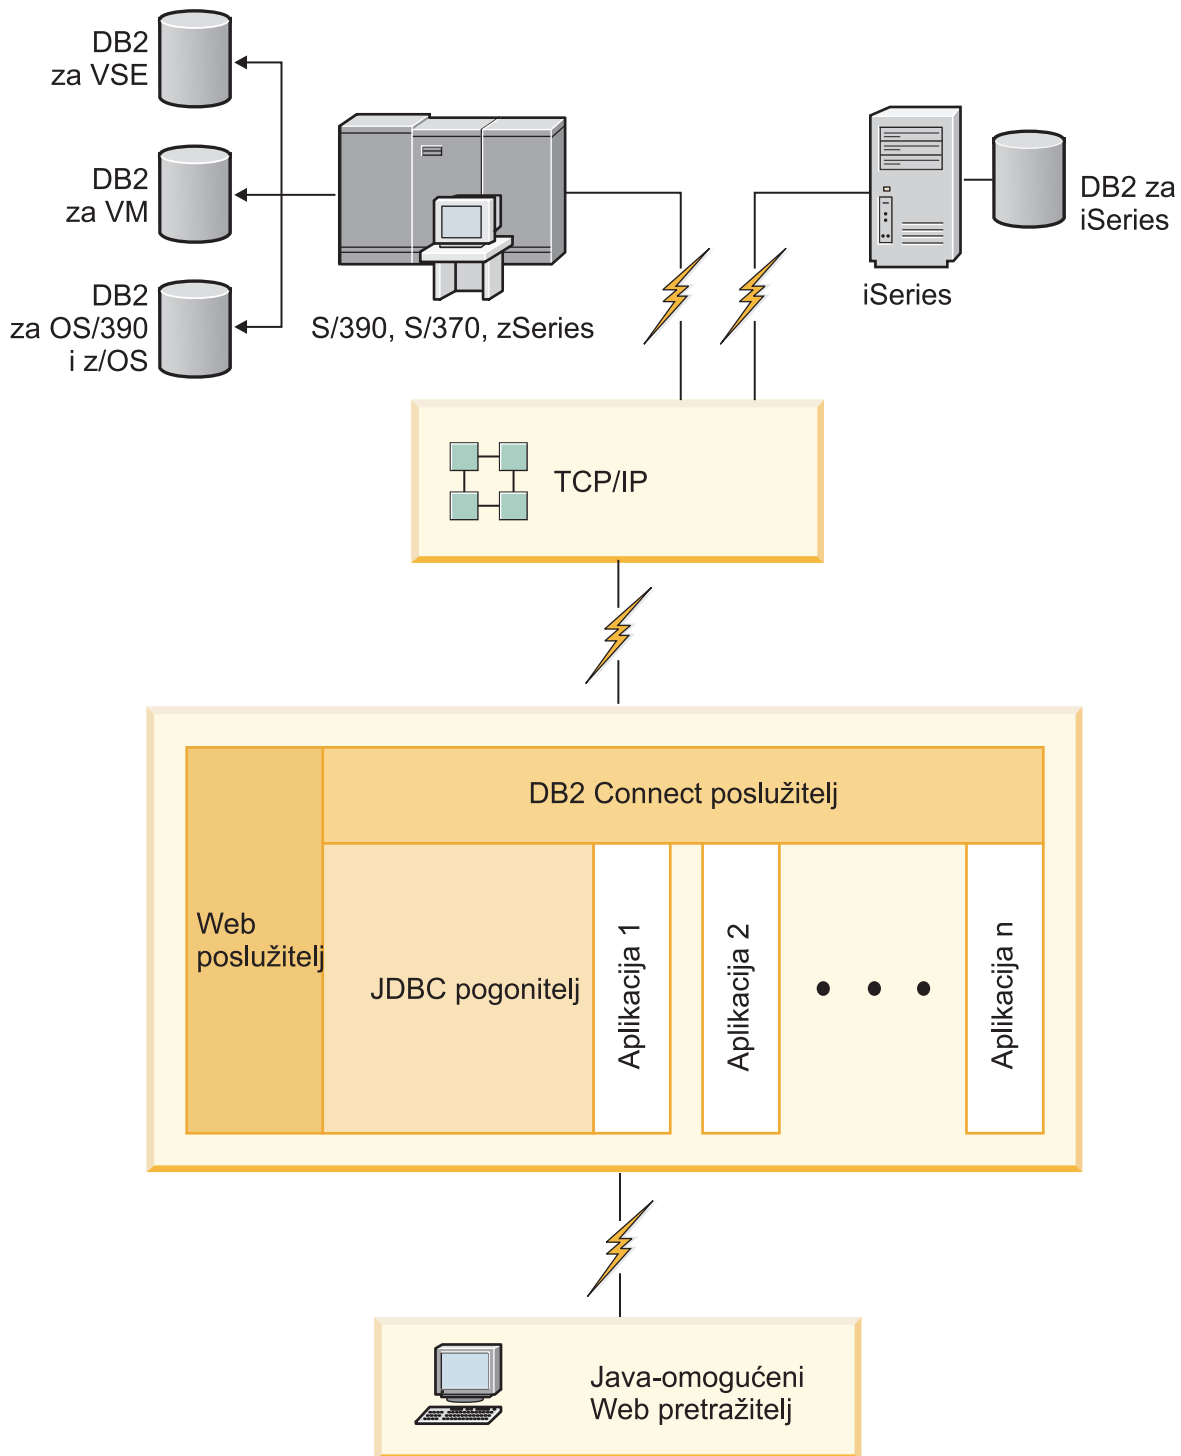 DB2
za VSE
DB2
za VM
DB2
za OS/390
i z/OS
S/390, S/370, zSeries
iSeries
DB2 za
iSeries
TCP/IP
DB2 Connect poslužitelj
Web
poslužitelj
JDBC pogonitelj
Aplikacija 1
Aplikacija 2
Aplikacija n
Java-omogućeni
Web pretražitelj